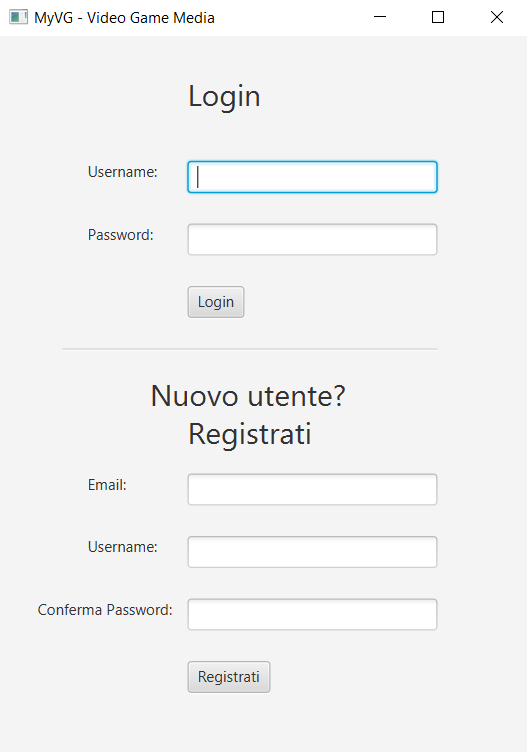 MyVG - Video Game Media
Login
Username:
Password:
Login
Nuovo utente?
Registrati
Email:
Username:
Conferma Password:
Registrati